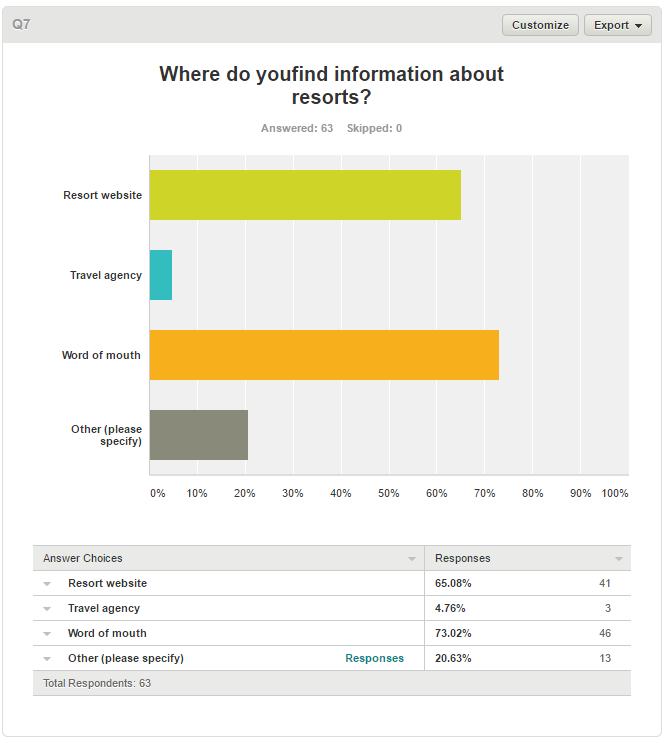 Q7 Customize Export
Where do youfind information about
resorts?
Answered: 63 Skipped: 0
Resort website
Travel agency
Word of mouth
Other (please
specify)
0% 10% 20% 30% 40% 50% 60% 70% 80% 90% 100%
Answer Choices Responses
Resort website 65.08% 41
Travel agency 4.76% 3
Word of mouth 73.02% 46
Other (please specify) Responses 20.63% 13
Total Respondents: 63